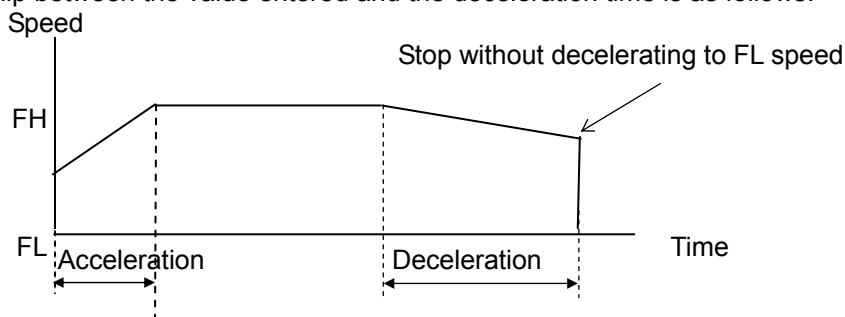 ip between the value entered and the deceleration time is as follows.
Speed
Stop without decelerating to FL speed
FH
FL
Acceleration
Deceleration
Time